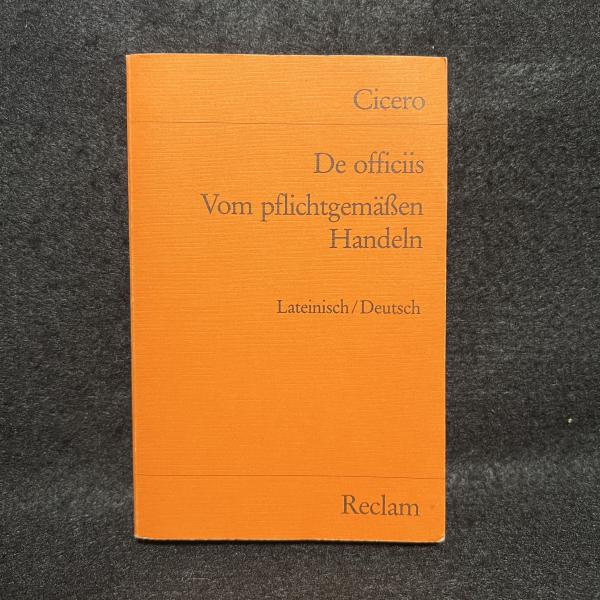 Cicero
De officiis
Vom pflichtgemäßen
Handeln
Lateinisch/Deutsch
Reclam